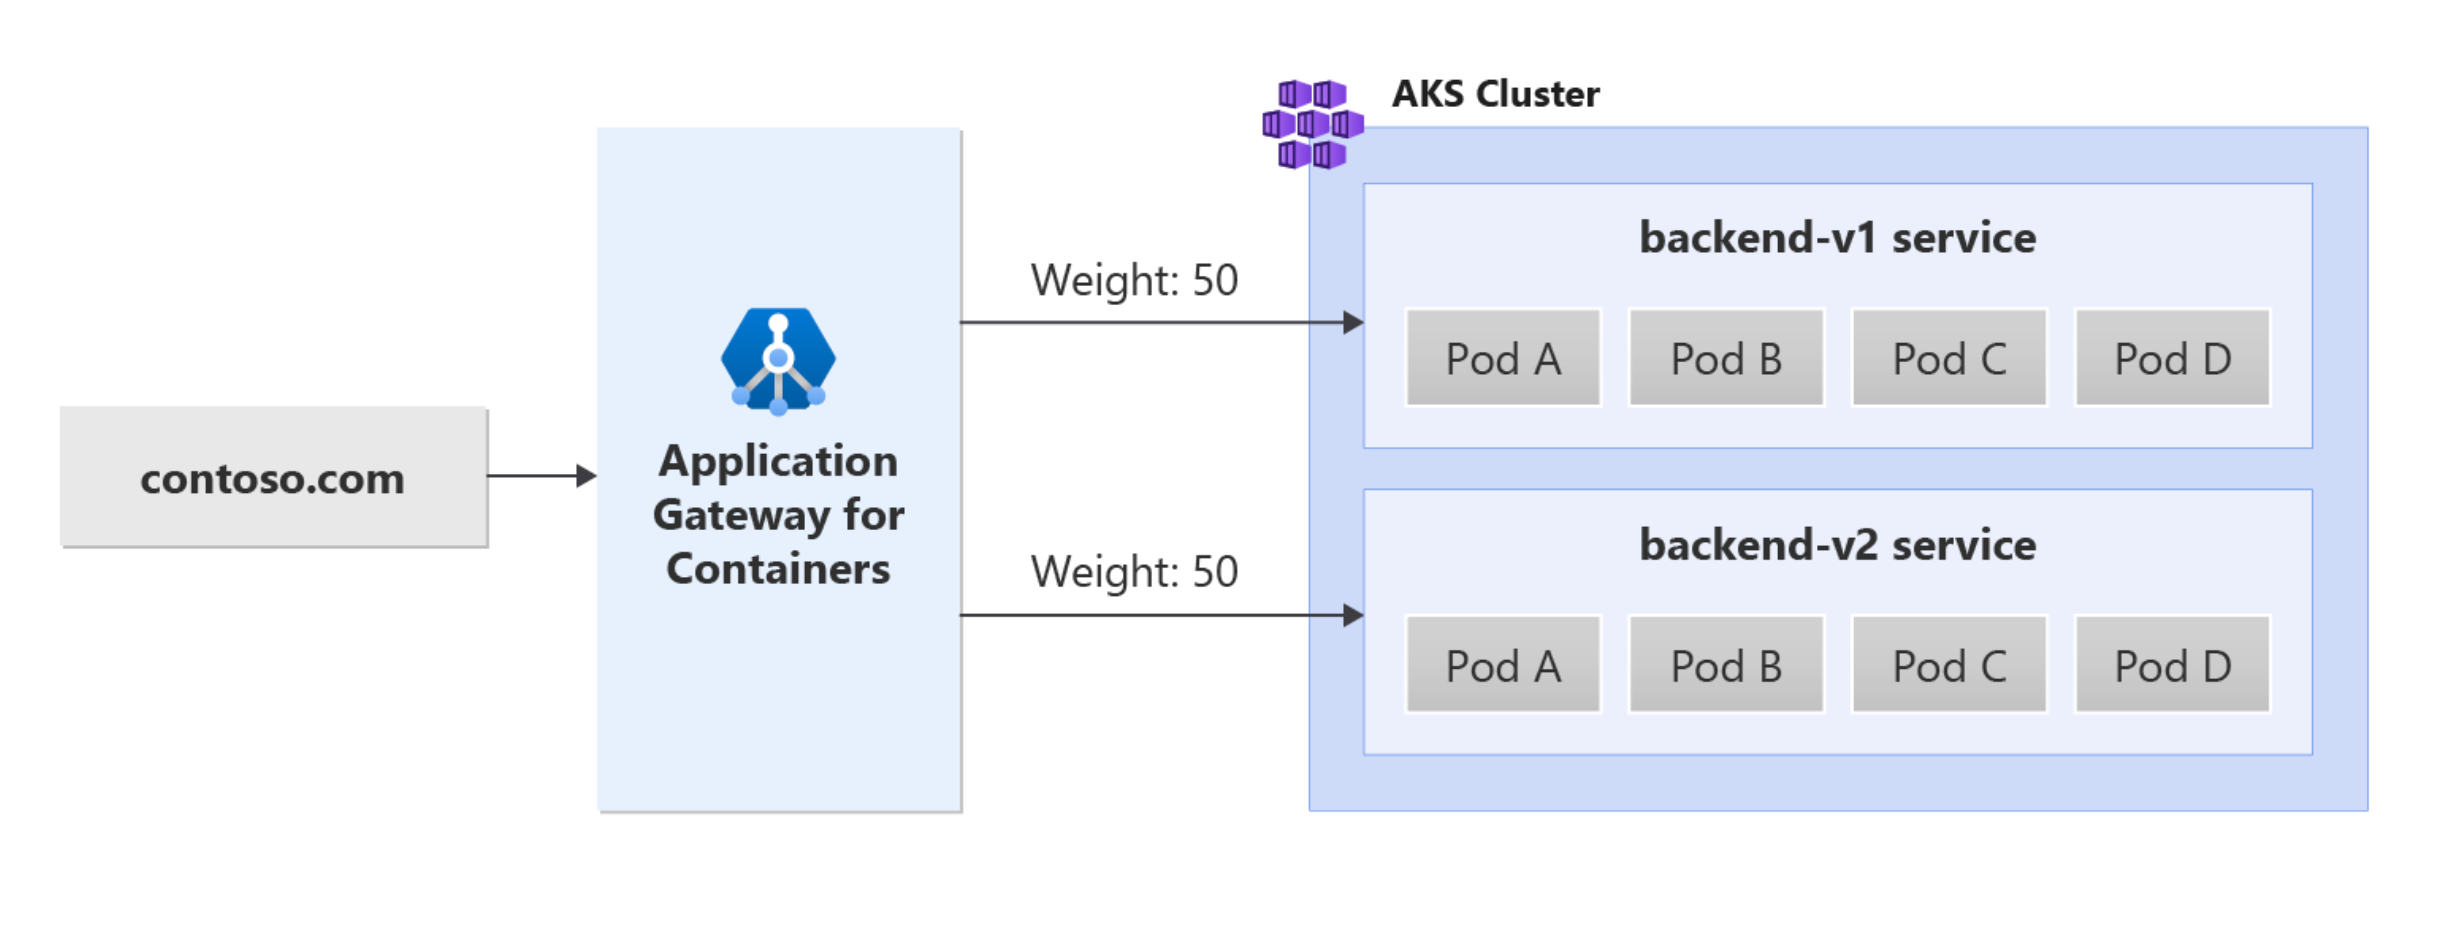 contoso.com
Application
Gateway for
Containers
Weight: 50
Weight: 50
AKS Cluster
backend-v1 service
Pod A
Pod B
Pod C
Pod D
backend-v2 service
Pod A
Pod B
Pod C
Pod D